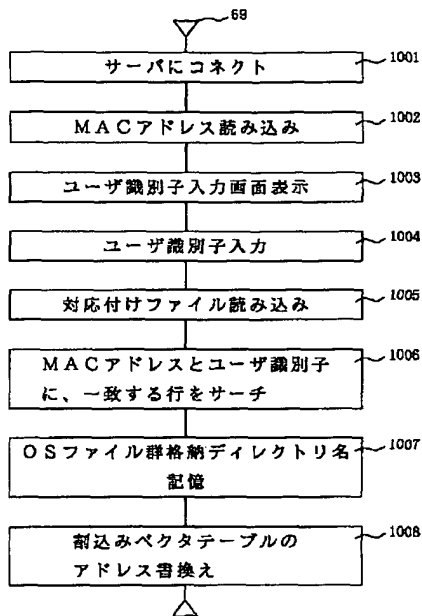 69
サーバにコネクト
1001
MACアドレス読み込み
1002
ユーザ識別子入力画面表示
1003
ユーザ識別子入力
1004
対応付けファイル読み込み
1005
MACアドレスとユーザ識別子
に、一致する行をサーチ
1006
OSファイル群格納ディレクトリ名
記憶
1007
割込みベクタテーブルの
アドレス書換え
1008